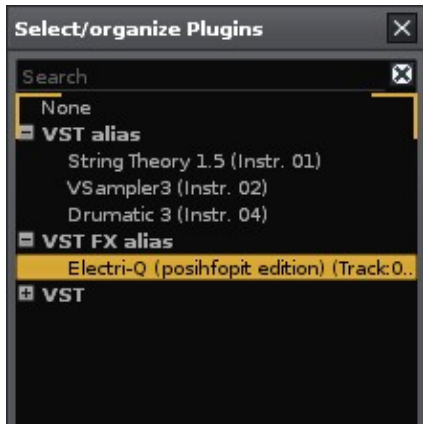 Select/organize Plugins
Search
None
VST alias
String Theory 1.5 (Instr. 01)
VSampler3 (Instr. 02)
Drumatic 3 (Instr. 04)
VST FX alias
Electri-Q (posihfopit edition) (Track:0..
VST